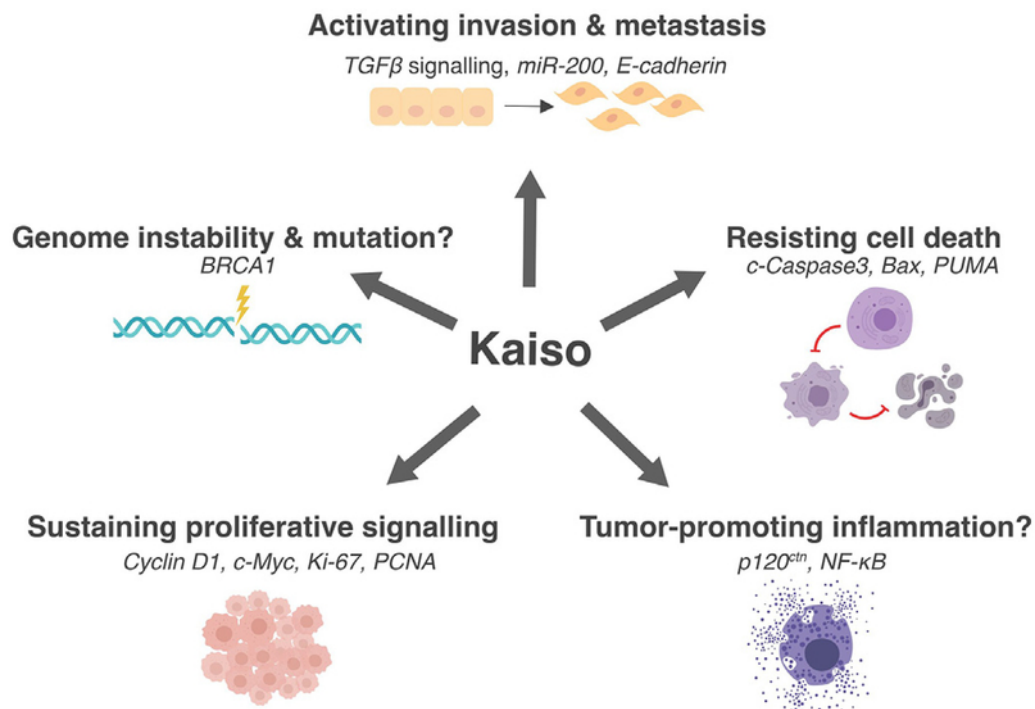 Activating invasion & metastasis
TGFβ signalling, miR-200, E-cadherin
Genome instability & mutation?
BRCA1
Resisting cell death
c-Caspase3, Bax, PUMA
Kaiso
Sustaining proliferative signalling
Cyclin D1, c-Myc, Ki-67, PCNA
Tumor-promoting inflammation?
p120ctn, NF-κB